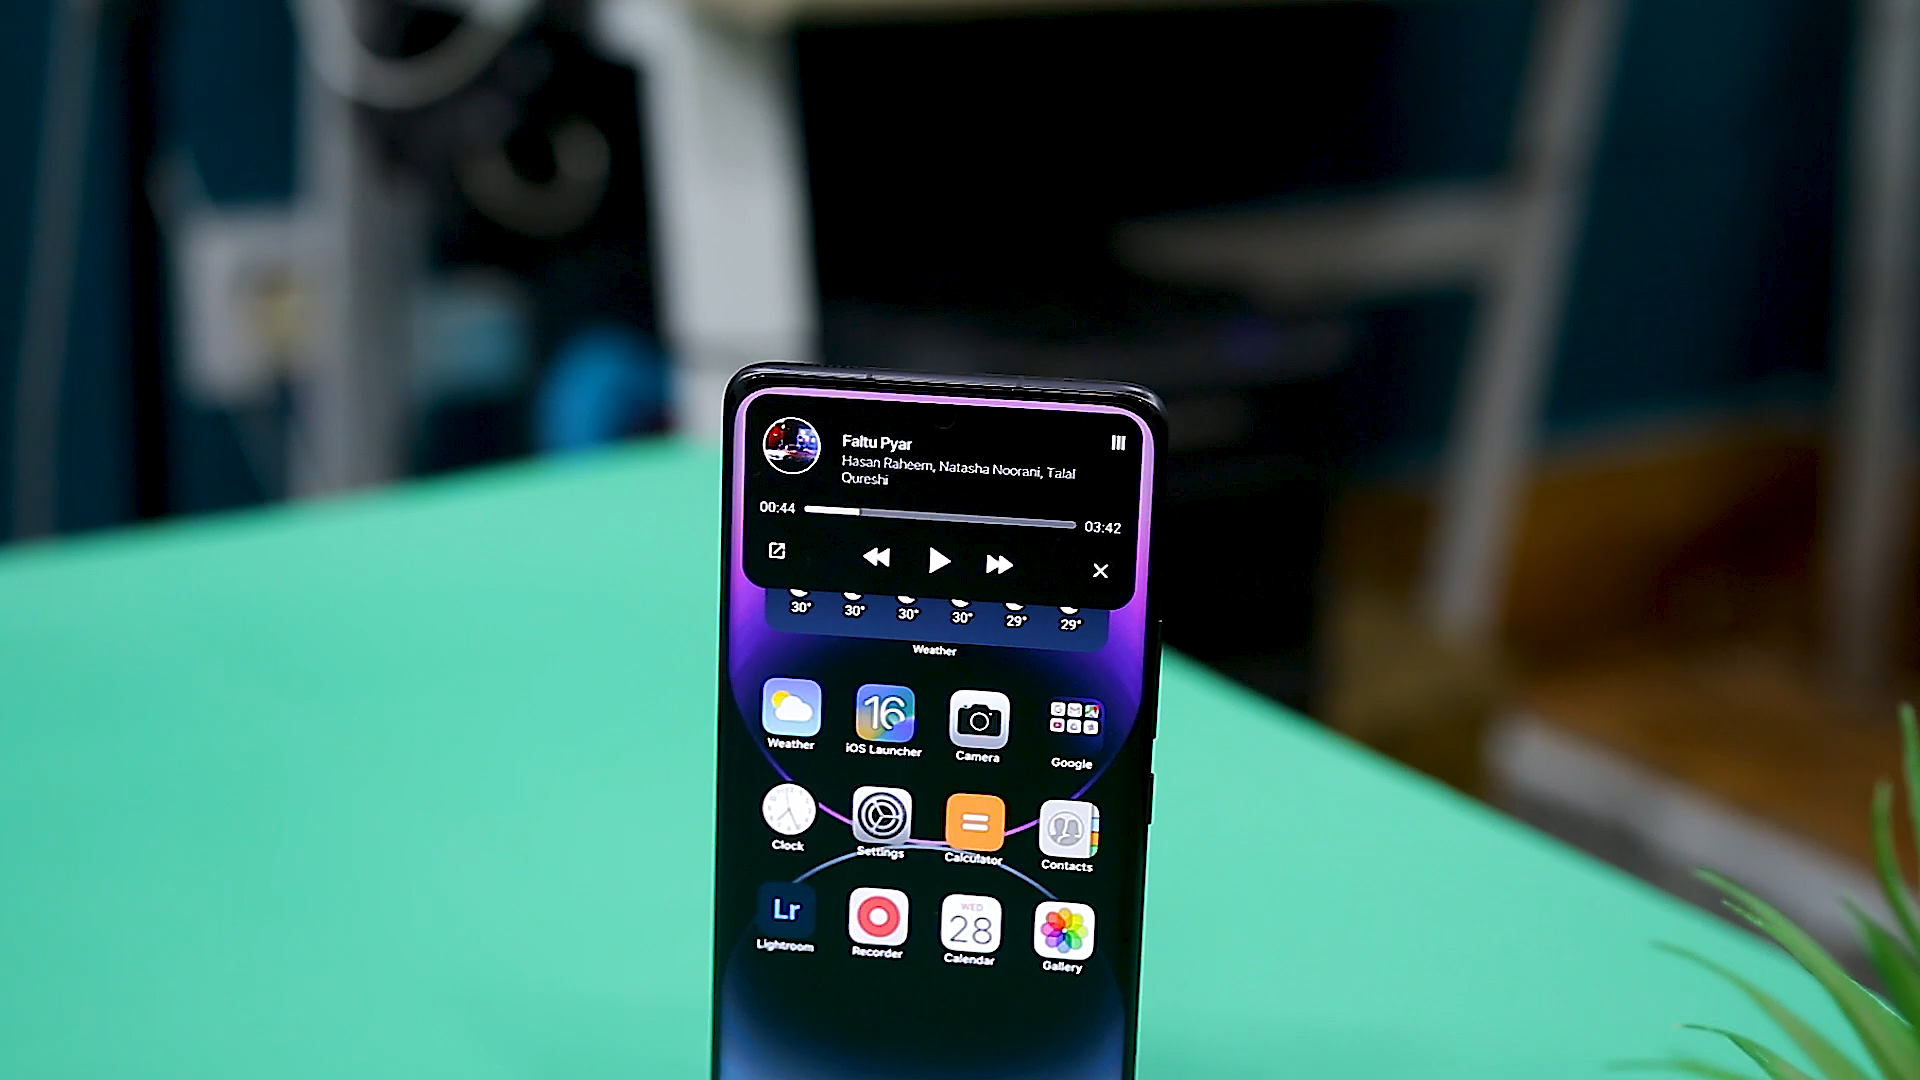 Faltu Pyar
Hasan Raheem, Natasha Noorani, Talal
Qureshi
00:44
03:42
30° 30° 30° 30° 29° 29°
Weather
16
Weather iOS Launcher Camera Google
Clock Settings Calculator Contacts
Lr
WED
28
Lightroom Recorder Calendar Gallery